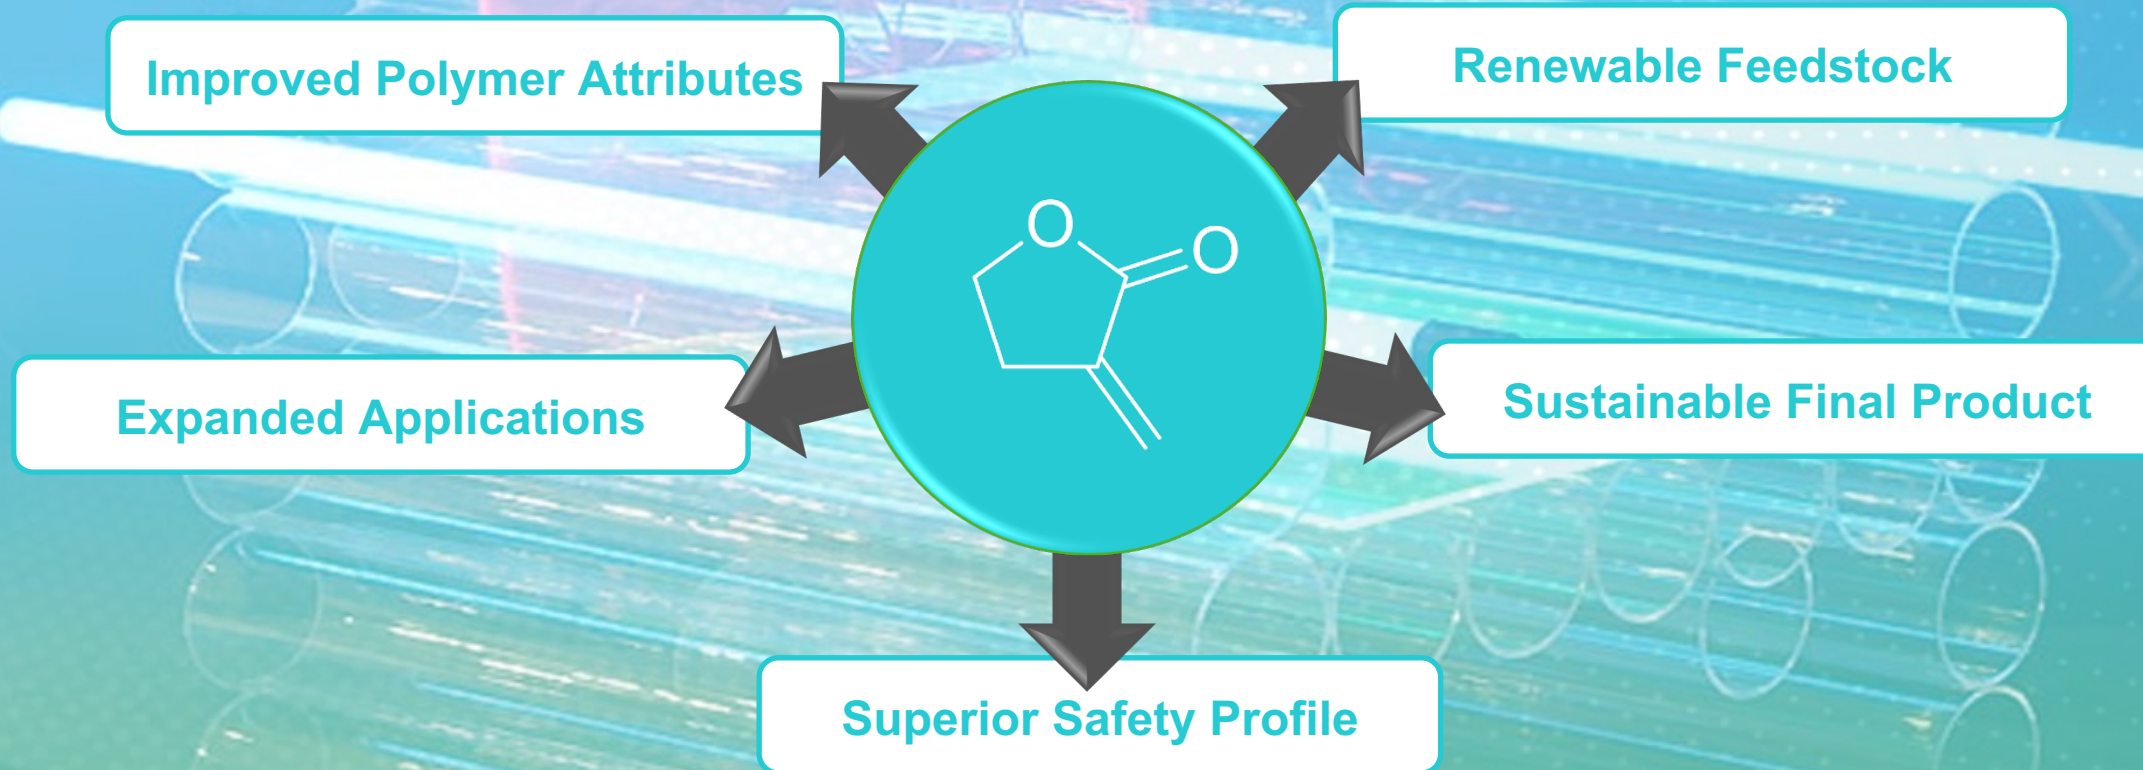 Improved Polymer Attributes
Renewable Feedstock
O
O
Expanded Applications
Sustainable Final Product
Superior Safety Profile